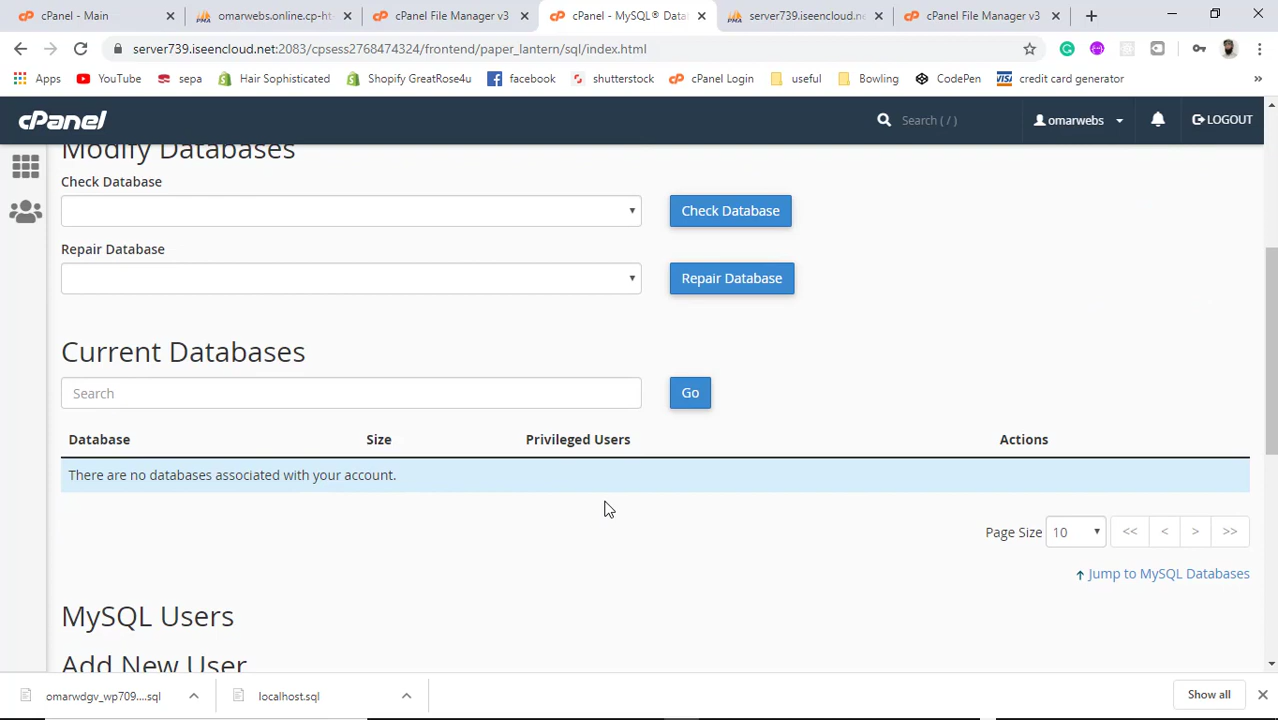 cPanel - Main
omarwebs.online.cp-ht
cPanel File Manager v3
cPanel - MySQL® Data
server739.iseencloud.ne
cPanel File Manager v3
server739.iseencloud.net:2083/cpsess2768474324/frontend/paper_lantern/sql/index.html
Apps
YouTube
sepa
Hair Sophisticated
Shopify GreatRose4u
facebook
shutterstock
cPanel Login
useful
Bowling
CodePen
credit card generator
cPanel
Search ( / )
omarwebs
LOGOUT
Modify Databases
Check Database
Check Database
Repair Database
Repair Database
Current Databases
Search
Go
Database Size Privileged Users Actions
There are no databases associated with your account.
Page Size 10 << < > >>
Jump to MySQL Databases
MySQL Users
Add New User
omarwdgv_wp709....sql
localhost.sql
Show all